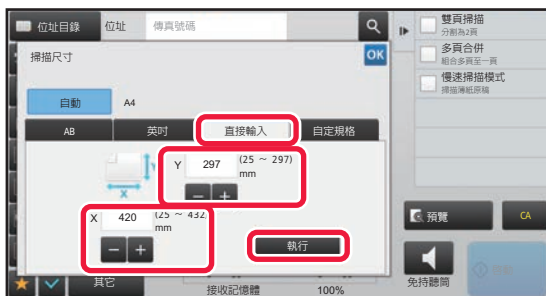 位址目錄 位址 傳真號碼
掃描尺寸 OK
自動 A4
AB 英吋 直接輸入 自定規格
Y 297 (25 ~ 297) mm
X 420 (25 ~ 432 mm
執行
其它 接收記憶體 100%
雙頁掃描
分割為2頁
多頁合併
組合多頁至一頁
慢速掃描模式
掃描薄紙原稿
預覽 CA
免持聽筒